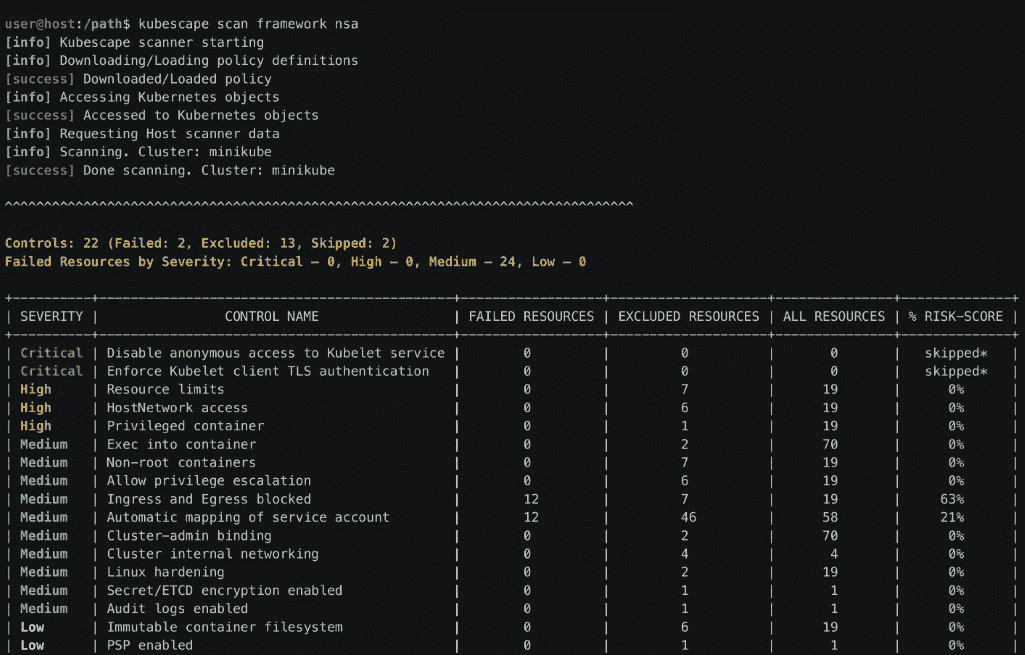 user@host:/path$ kubescape scan framework nsa
[info] Kubescape scanner starting
[info] Downloading/Loading policy definitions
[success] Downloaded/Loaded policy
[info] Accessing Kubernetes objects
[success] Accessed to Kubernetes objects
[info] Requesting Host scanner data
[info] Scanning. Cluster: minikube
[success] Done scanning. Cluster: minikube
^^^^^^^^^^^^^^^^^^^^^^^^^^^^^^^^^^^^^^^^^^^^^^^^^^^^^^^^^^^^^^^^^^^^^^^^^^^^^^^^
Controls: 22 (Failed: 2, Excluded: 13, Skipped: 2)
Failed Resources by Severity: Critical — 0, High — 0, Medium — 24, Low — 0
| SEVERITY | CONTROL NAME | FAILED RESOURCES | EXCLUDED RESOURCES | ALL RESOURCES | % RISK-SCORE |
| Critical | Disable anonymous access to Kubelet service | 0 | 0 | 0 | skipped* |
| Critical | Enforce Kubelet client TLS authentication | 0 | 0 | 0 | skipped* |
| High | Resource limits | 0 | 7 | 19 | 0% |
| High | HostNetwork access | 0 | 6 | 19 | 0% |
| High | Privileged container | 0 | 1 | 19 | 0% |
| Medium | Exec into container | 0 | 2 | 70 | 0% |
| Medium | Non-root containers | 0 | 7 | 19 | 0% |
| Medium | Allow privilege escalation | 0 | 6 | 19 | 0% |
| Medium | Ingress and Egress blocked | 12 | 7 | 19 | 63% |
| Medium | Automatic mapping of service account | 12 | 46 | 58 | 21% |
| Medium | Cluster-admin binding | 0 | 2 | 70 | 0% |
| Medium | Cluster internal networking | 0 | 4 | 4 | 0% |
| Medium | Linux hardening | 0 | 2 | 19 | 0% |
| Medium | Secret/ETCD encryption enabled | 0 | 1 | 1 | 0% |
| Medium | Audit logs enabled | 0 | 1 | 1 | 0% |
| Low | Immutable container filesystem | 0 | 6 | 19 | 0% |
| Low | PSP enabled | 0 | 1 | 1 | 0% |